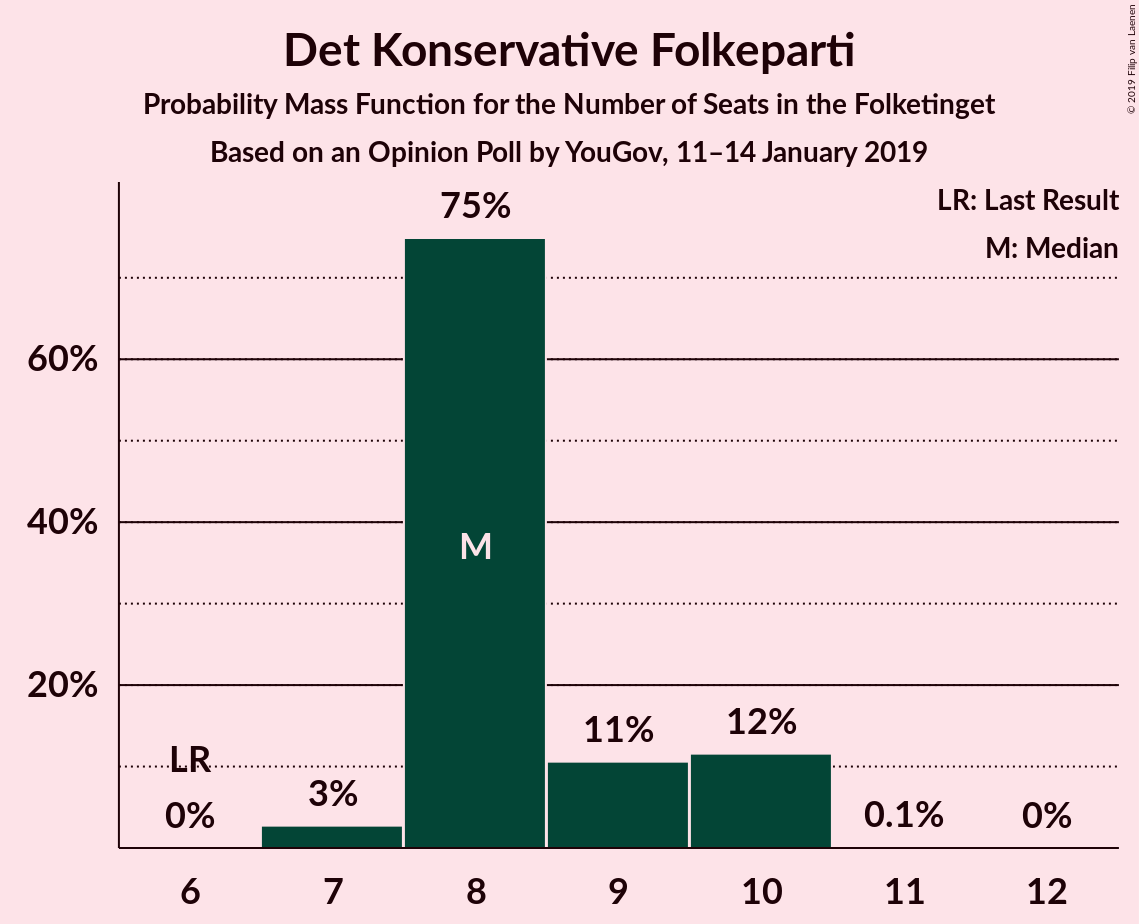 Det Konservative Folkeparti
Probability Mass Function for the Number of Seats in the Folketinget
Based on an Opinion Poll by YouGov, 11–14 January 2019
© 2019 Filip van Laenen
LR: Last Result
M: Median
60%
40%
20%
LR
0%
3%
75%
M
11%
12%
0.1%
0%
6 7 8 9 10 11 12